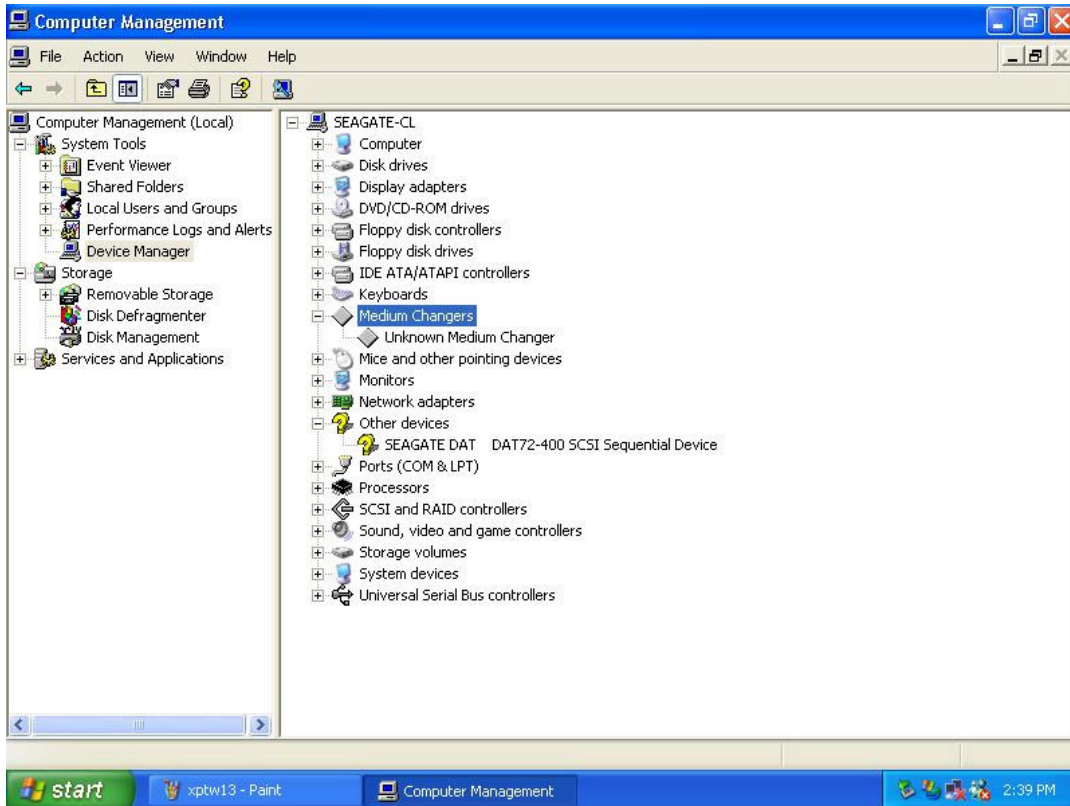 Computer Management
File Action View Window Help
Computer Management (Local)
System Tools
Event Viewer
Shared Folders
Local Users and Groups
Performance Logs and Alerts
Device Manager
Storage
Removable Storage
Disk Defragmenter
Disk Management
Services and Applications
SEAGATE-CL
Computer
Disk drives
Display adapters
DVD/CD-ROM drives
Floppy disk controllers
Floppy disk drives
IDE ATA/ATAPI controllers
Keyboards
Medium Changers
Unknown Medium Changer
Mice and other pointing devices
Monitors
Network adapters
Other devices
SEAGATE DAT DAT72-400 SCSI Sequential Device
Ports (COM & LPT)
Processors
SCSI and RAID controllers
Sound, video and game controllers
Storage volumes
System devices
Universal Serial Bus controllers
start xptw13 - Paint Computer Management 2:39 PM